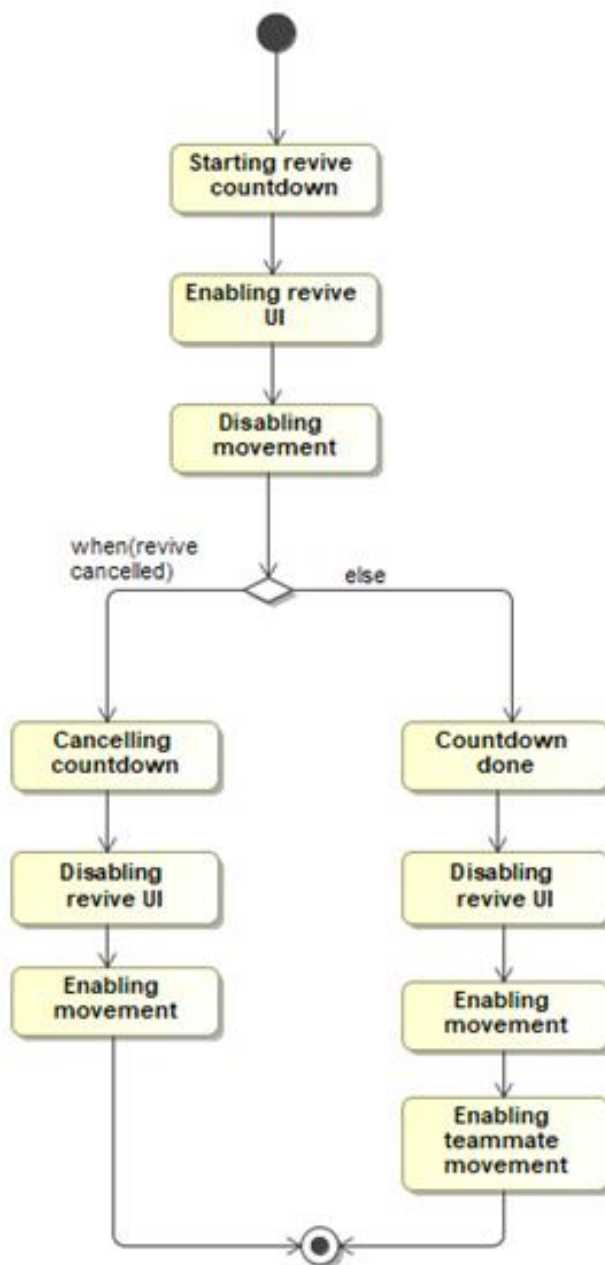 Starting revive
countdown
Enabling revive
UI
Disabling
movement
when(revive
cancelled)
else
Cancelling
countdown
Disabling
revive UI
Enabling
movement
Countdown
done
Disabling
revive UI
Enabling
movement
Enabling
teammate
movement